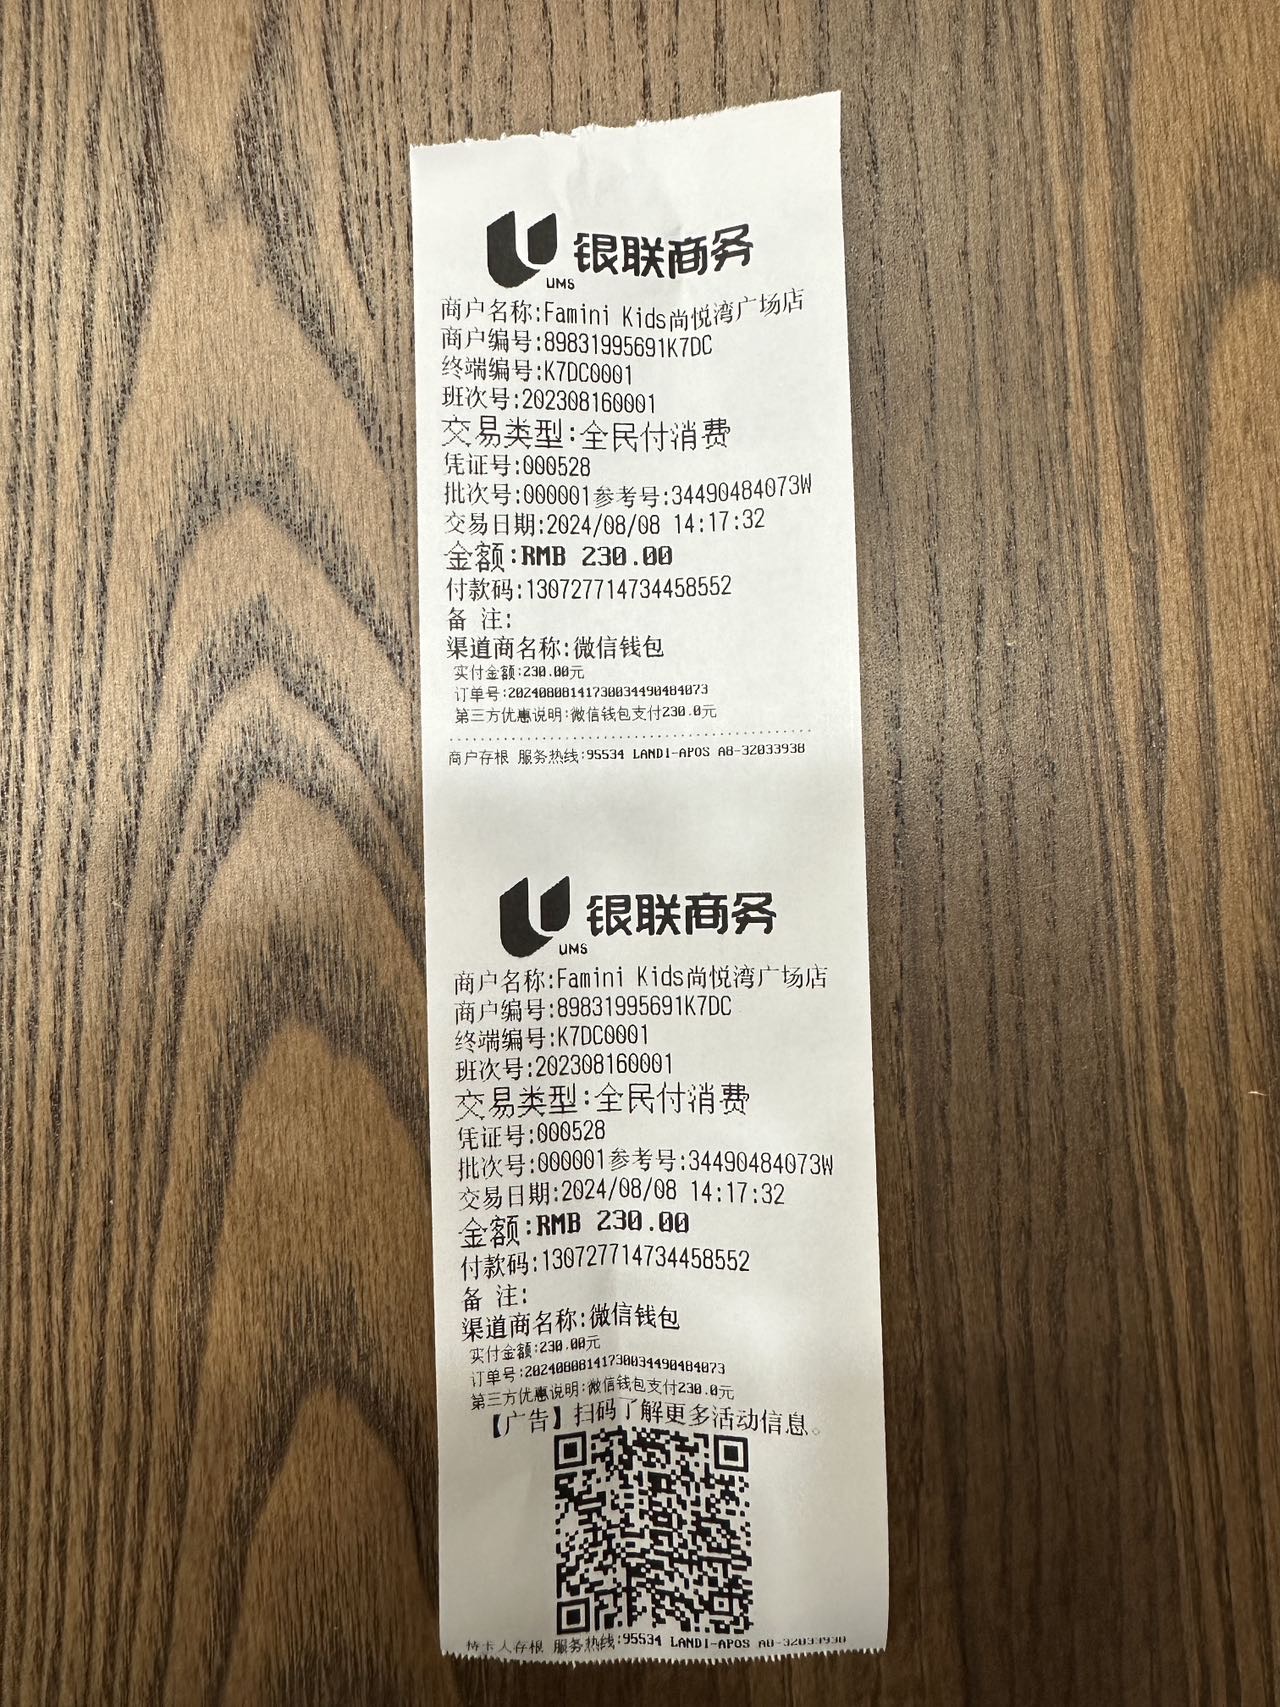 银联商务
UMS
商户名称:Famini Kids尚悦湾广场店
商户编号:89831995691K7DC
终端编号:K7DC0001
班次号:202308160001
交易类型:全民付消费
凭证号:000528
批次号:000001参考号:34490484073W
交易日期:2024/08/08 14:17:32
金额:RMB 230.00
付款码:130727714734458552
备 注:
渠道商名称:微信钱包
实付金额:230.00元
订单号:20240808141730034490484073
第三方优惠说明:微信钱包支付230.0元
商户存根 服务热线:95534 LANDI-APOS A8-32033938
银联商务
UMS
商户名称:Famini Kids尚悦湾广场店
商户编号:89831995691K7DC
终端编号:K7DC0001
班次号:202308160001
交易类型:全民付消费
凭证号:000528
批次号:000001参考号:34490484073W
交易日期:2024/08/08 14:17:32
金额:RMB 230.00
付款码:130727714734458552
备 注:
渠道商名称:微信钱包
实付金额:230.00元
订单号:20240808141730034490484073
第三方优惠说明:微信钱包支付230.0元
【广告】扫码了解更多活动信息。
持卡人存根 服务热线:95534 LANDI-APOS A8-32033938